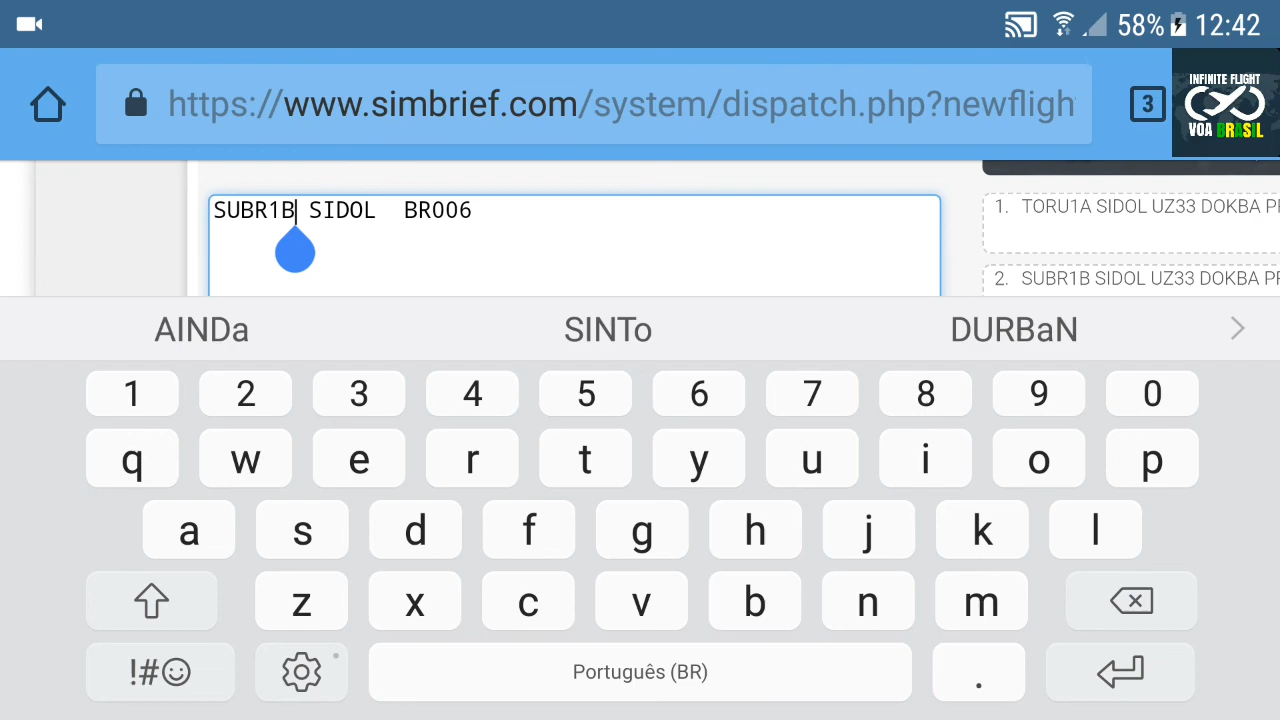 58% 12:42
https://www.simbrief.com/system/dispatch.php?newfligh
3
INFINITE FLIGHT
VOA BRASIL
SUBR1B SIDOL BR006
1. TORU1A SIDOL UZ33 DOKBA
2. SUBR1B SIDOL UZ33 DOKBA
AINDa SINTo DURBaN
1 2 3 4 5 6 7 8 9 0
q w e r t y u i o p
a s d f g h j k l
z x c v b n m
!#☺ Português (BR) .